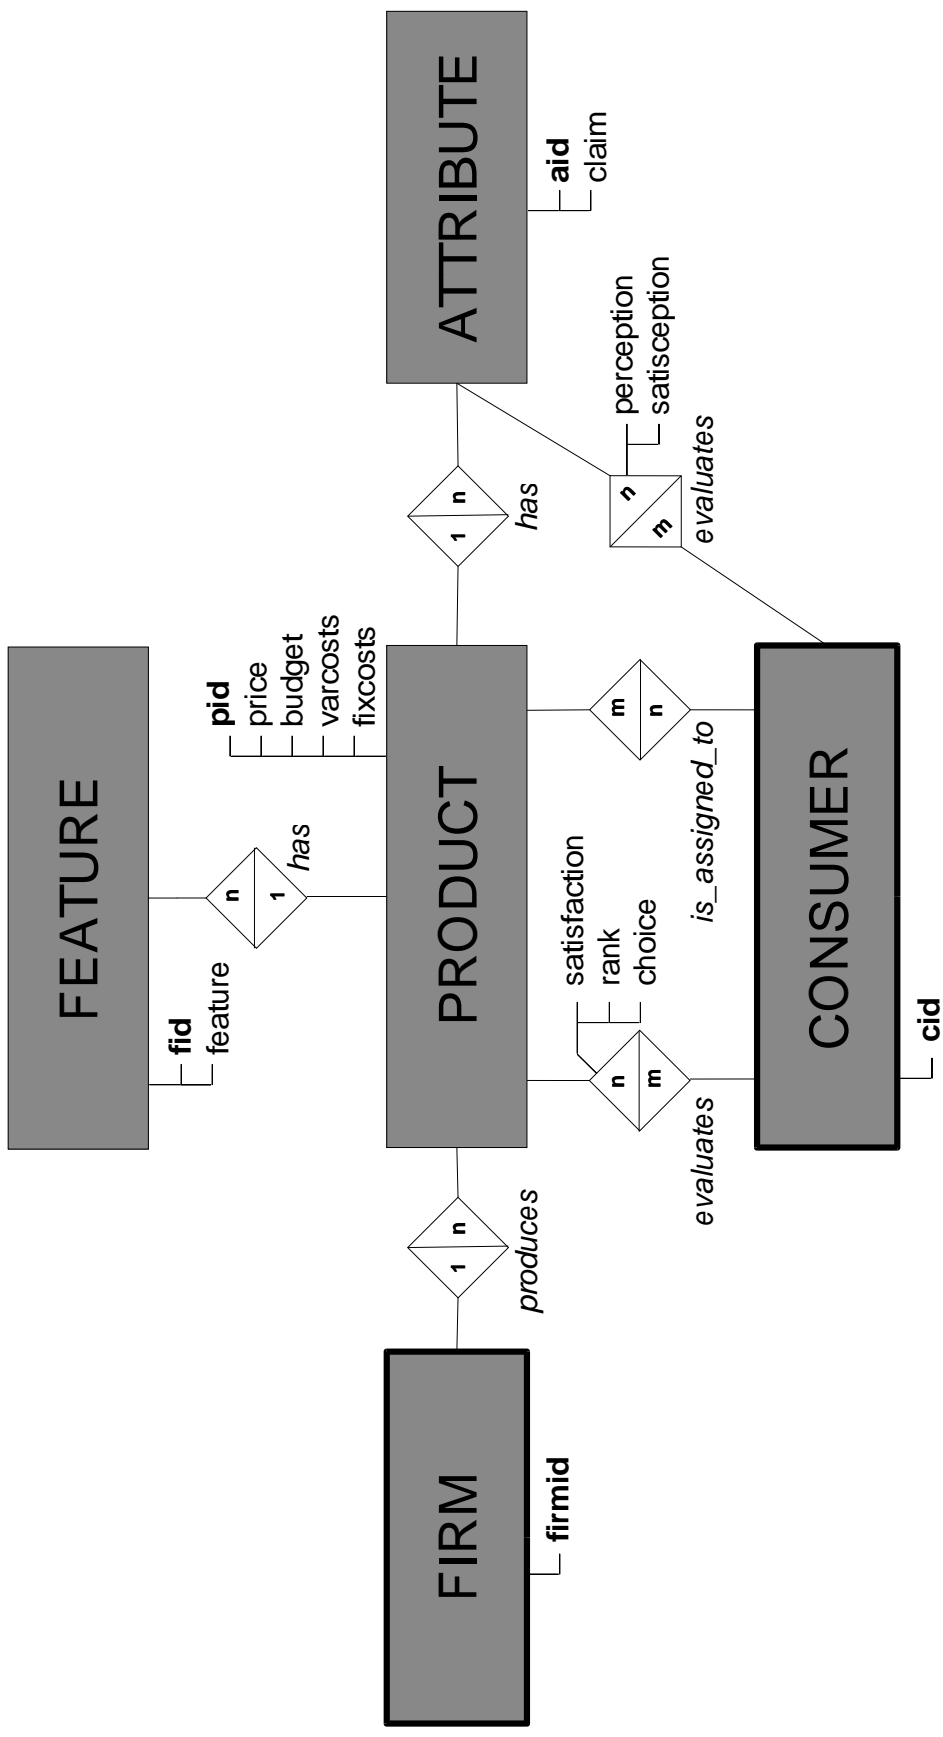 FEATURE
fid
feature
n
1
has
pid
price
budget
varcosts
fixcosts
FIRM
1 n
produces
PRODUCT
1 n
has
ATTRIBUTE
firmid
aid
claim
satisfaction
rank
choice
n
m
evaluates
m
n
is_assigned_to
perception
satisception
n
m
evaluates
CONSUMER
cid